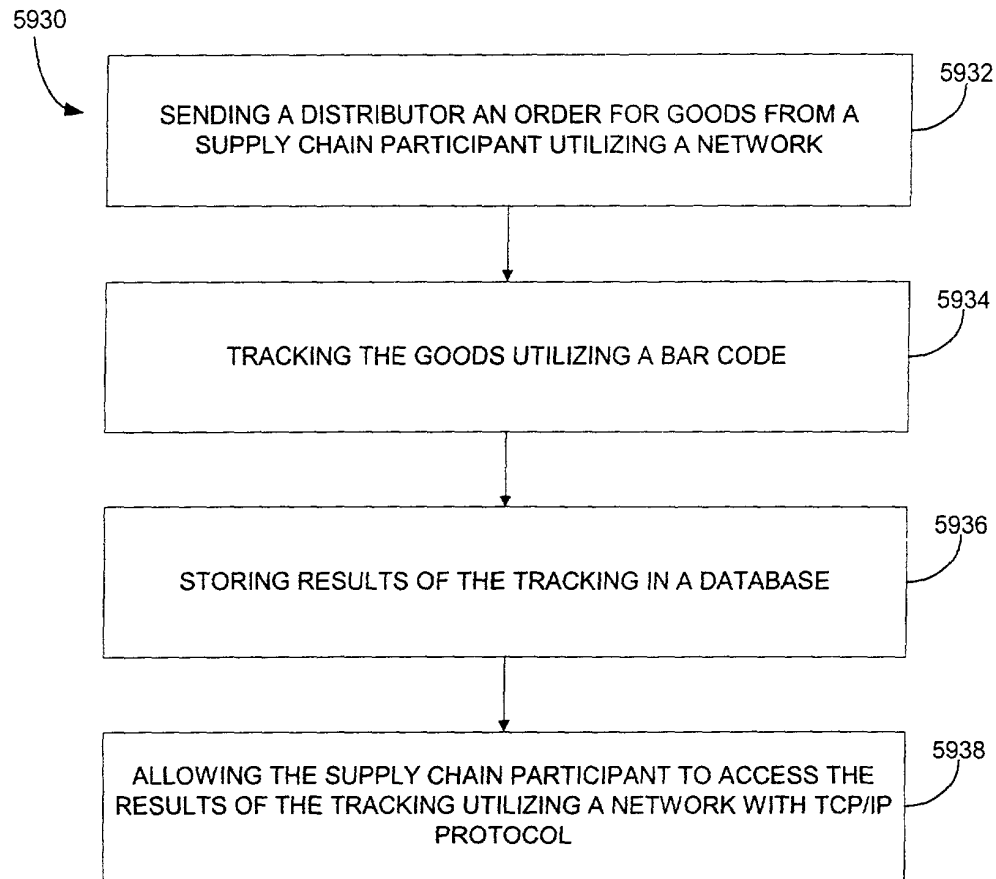 5930
5932
SENDING A DISTRIBUTOR AN ORDER FOR GOODS FROM A
SUPPLY CHAIN PARTICIPANT UTILIZING A NETWORK
5934
TRACKING THE GOODS UTILIZING A BAR CODE
5936
STORING RESULTS OF THE TRACKING IN A DATABASE
5938
ALLOWING THE SUPPLY CHAIN PARTICIPANT TO ACCESS THE
RESULTS OF THE TRACKING UTILIZING A NETWORK WITH TCP/IP
PROTOCOL